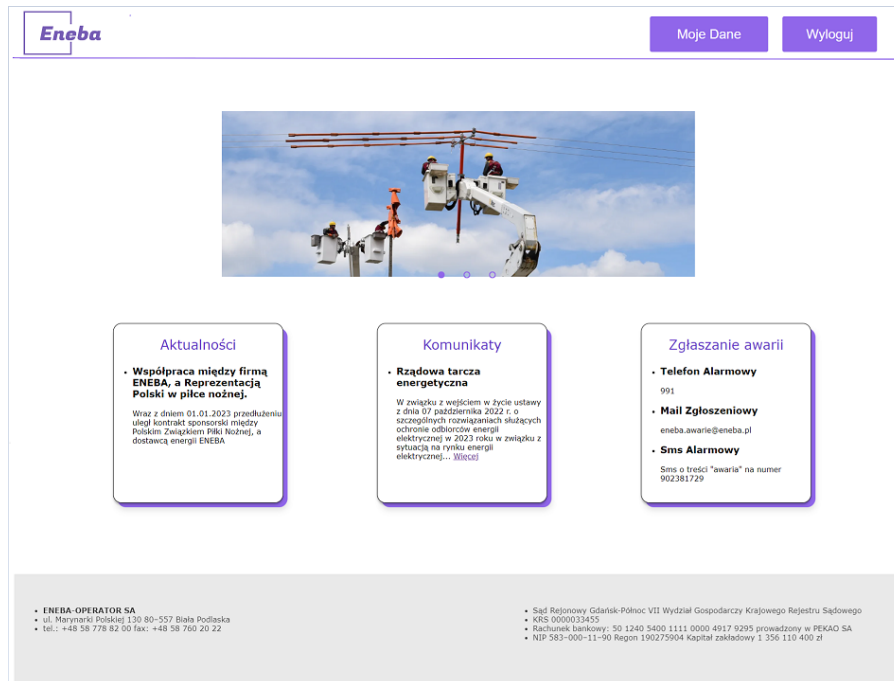 Eneba
Moje Dane
Wyloguj
Aktualności
Współpraca między firmą
ENEBA, a Reprezentacją
Polski w piłce nożnej.
Wraz z dniem 01.01.2023 przedłużeniu
uległ kontrakt sponsorski między
Polskim Związkiem Piłki Nożnej, a
dostawcą energii ENEBA
Komunikaty
Rządowa tarcza
energetyczna
W związku z wejściem w życie ustawy
z dnia 07 października 2022 r. o
szczególnych rozwiązaniach służących
ochronie odbiorców energii
elektrycznej w 2023 roku w związku z
sytuacją na rynku energii
elektrycznej... Więcej
Zgłaszanie awarii
Telefon Alarmowy
991
Mail Zgłoszeniowy
eneba.awarie@eneba.pl
Sms Alarmowy
Sms o treści "awaria" na numer
902381729
ENEBA-OPERATOR SA
ul. Marynarki Polskiej 130 80-557 Biała Podlaska
tel.: +48 58 778 82 00 fax: +48 58 760 20 22
Sąd Rejonowy Gdańsk-Północ VII Wydział Gospodarczy Krajowego Rejestru Sądowego
KRS 0000033455
Rachunek bankowy: 50 1240 5400 1111 0000 4917 9295 prowadzony w PEKAO SA
NIP 583-000-11-90 Regon 190275904 Kapitał zakładowy 1 356 110 400 zł